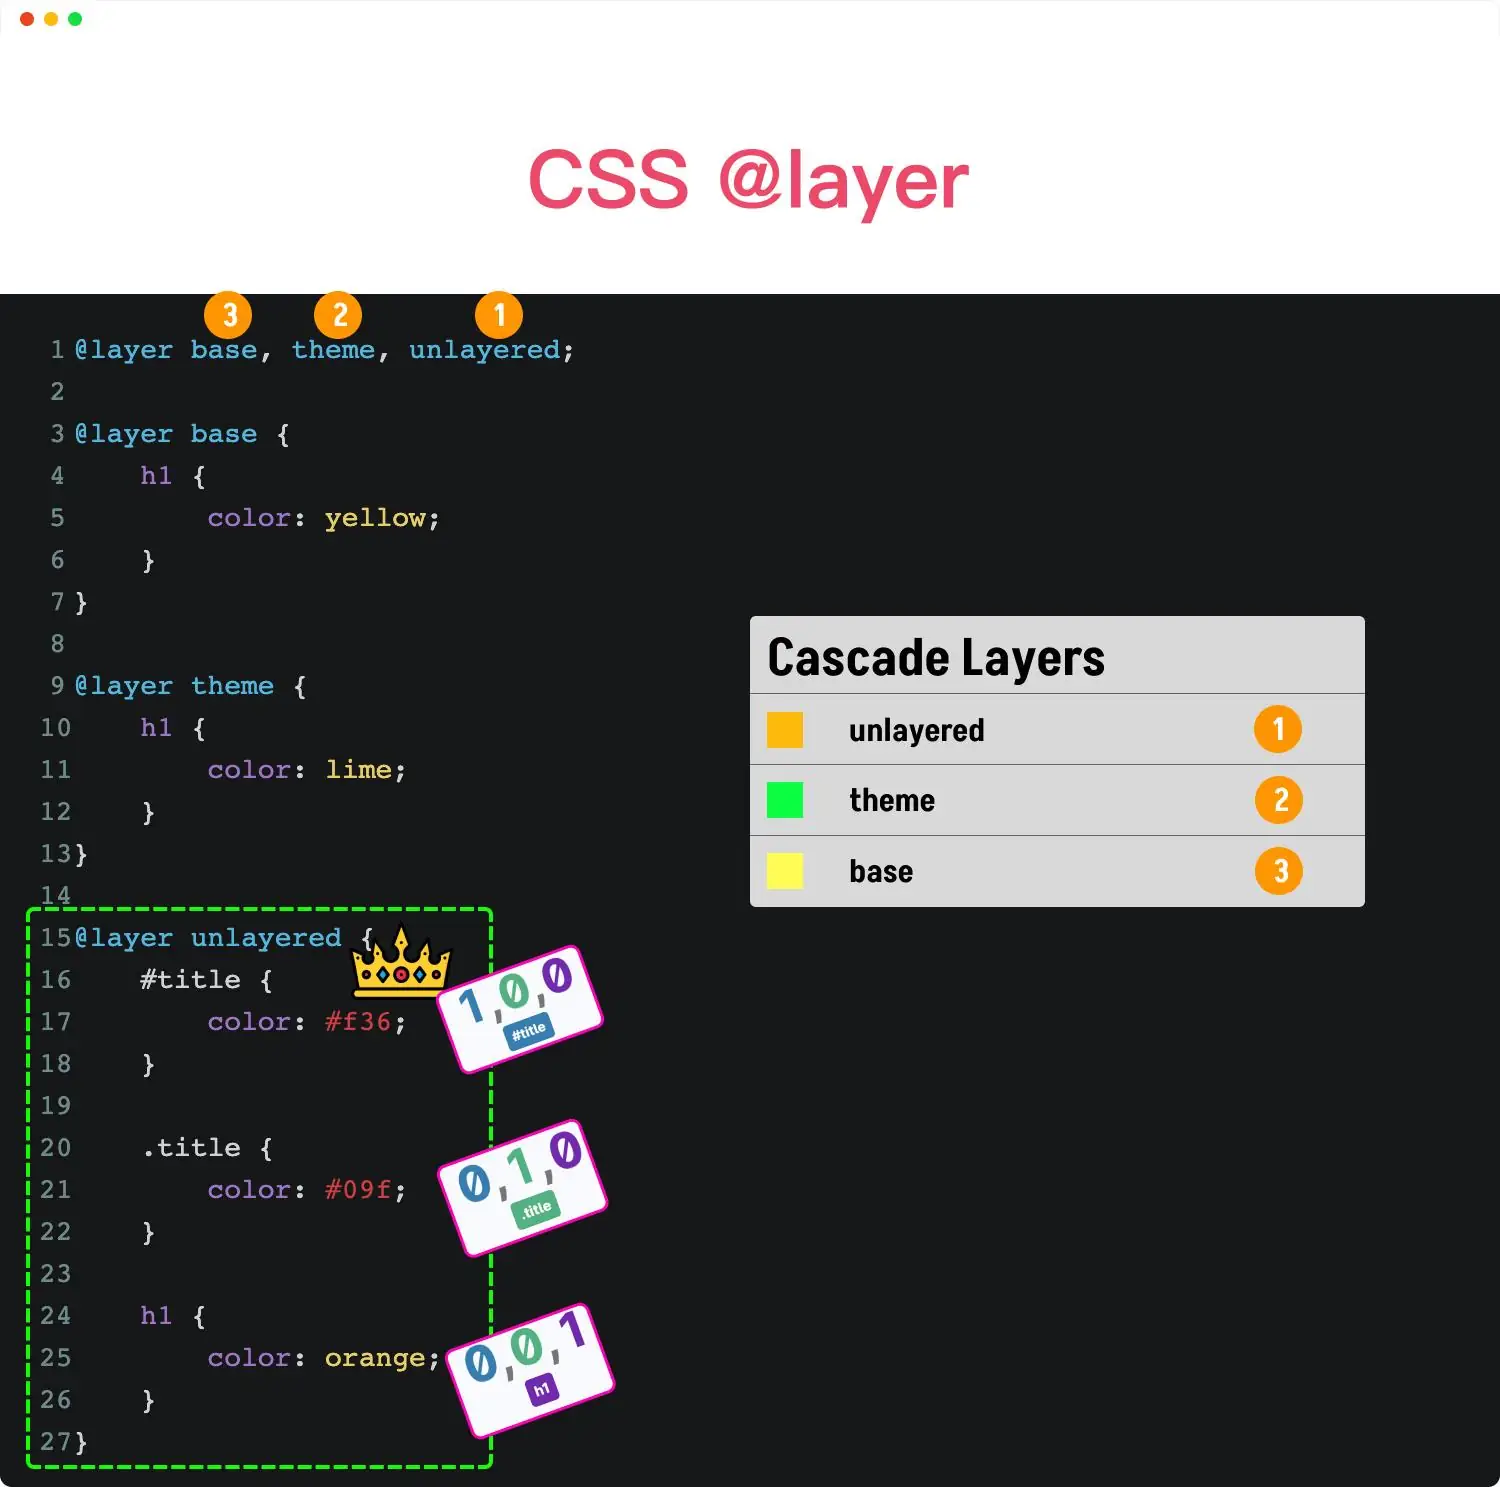 CSS @layer
3 2 1
1 @layer base, theme, unlayered;
2
3 @layer base {
4 h1 {
5 color: yellow;
6 }
7 }
8
9 @layer theme {
10 h1 {
11 color: lime;
12 }
13 }
14
15 @layer unlayered {
16 #title {
17 color: #f36;
18 }
19
20 .title {
21 color: #09f;
22 }
23
24 h1 {
25 color: orange;
26 }
27 }
1,0,0
#title
0,1,0
.title
0,0,1
h1
Cascade Layers
unlayered 1
theme 2
base 3